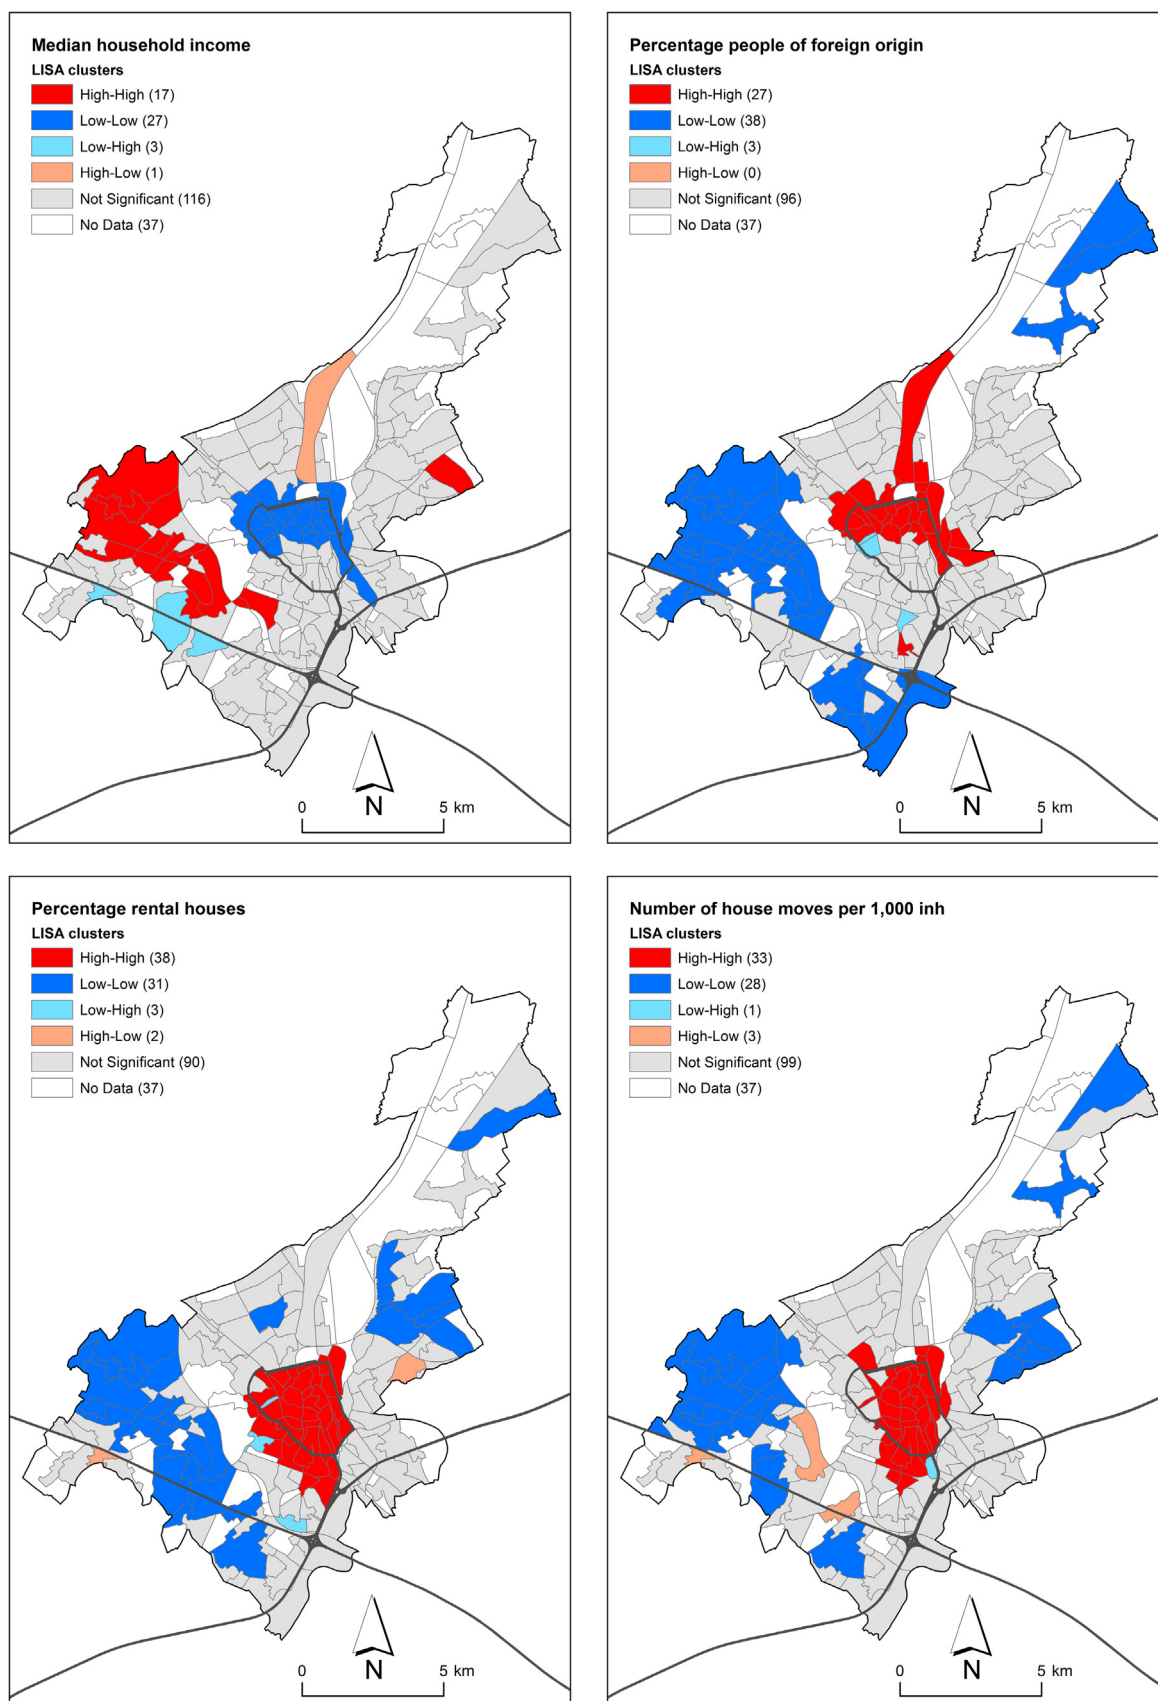 Median household income
LISA clusters
High-High (17)
Low-Low (27)
Low-High (3)
High-Low (1)
Not Significant (116)
No Data (37)
N
0 5 km
Percentage people of foreign origin
LISA clusters
High-High (27)
Low-Low (38)
Low-High (3)
High-Low (0)
Not Significant (96)
No Data (37)
N
0 5 km
Percentage rental houses
LISA clusters
High-High (38)
Low-Low (31)
Low-High (3)
High-Low (2)
Not Significant (90)
No Data (37)
N
0 5 km
Number of house moves per 1,000 inh
LISA clusters
High-High (33)
Low-Low (28)
Low-High (1)
High-Low (3)
Not Significant (99)
No Data (37)
N
0 5 km